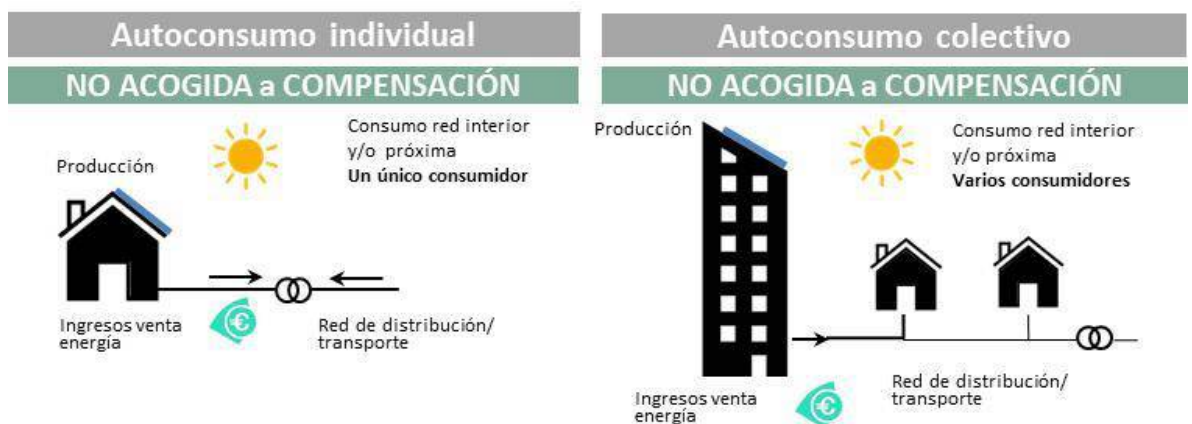 Autoconsumo individual
NO ACOGIDA a COMPENSACIÓN
Consumo red interior
y/o próxima
Un único consumidor
Producción
Ingresos venta
energía
€
Red de distribución/
transporte
Autoconsumo colectivo
NO ACOGIDA a COMPENSACIÓN
Producción
Consumo red interior
y/o próxima
Varios consumidores
Red de distribución/
transporte
Ingresos venta
energía
€